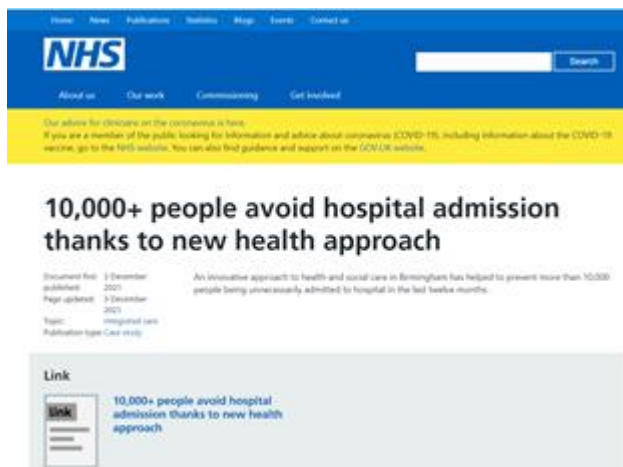 Home News Publications Statistics Blogs Events Contact us
NHS
Search
About us Our work Commissioning Get involved
Our advice for clinicians on the coronavirus is here.
If you are a member of the public looking for information and advice about coronavirus (COVID-19), including information about the COVID-19
vaccine, go to the NHS website. You can also find guidance and support on the GOV.UK website.
10,000+ people avoid hospital admission
thanks to new health approach
Document first published: 3 December 2021
Page updated: 3 December 2021
Topic: Integrated care
Publication type: Case study
An innovative approach to health and social care in Birmingham has helped to prevent more than 10,000
people being unnecessarily admitted to hospital in the last twelve months.
Link
link
10,000+ people avoid hospital
admission thanks to new health
approach